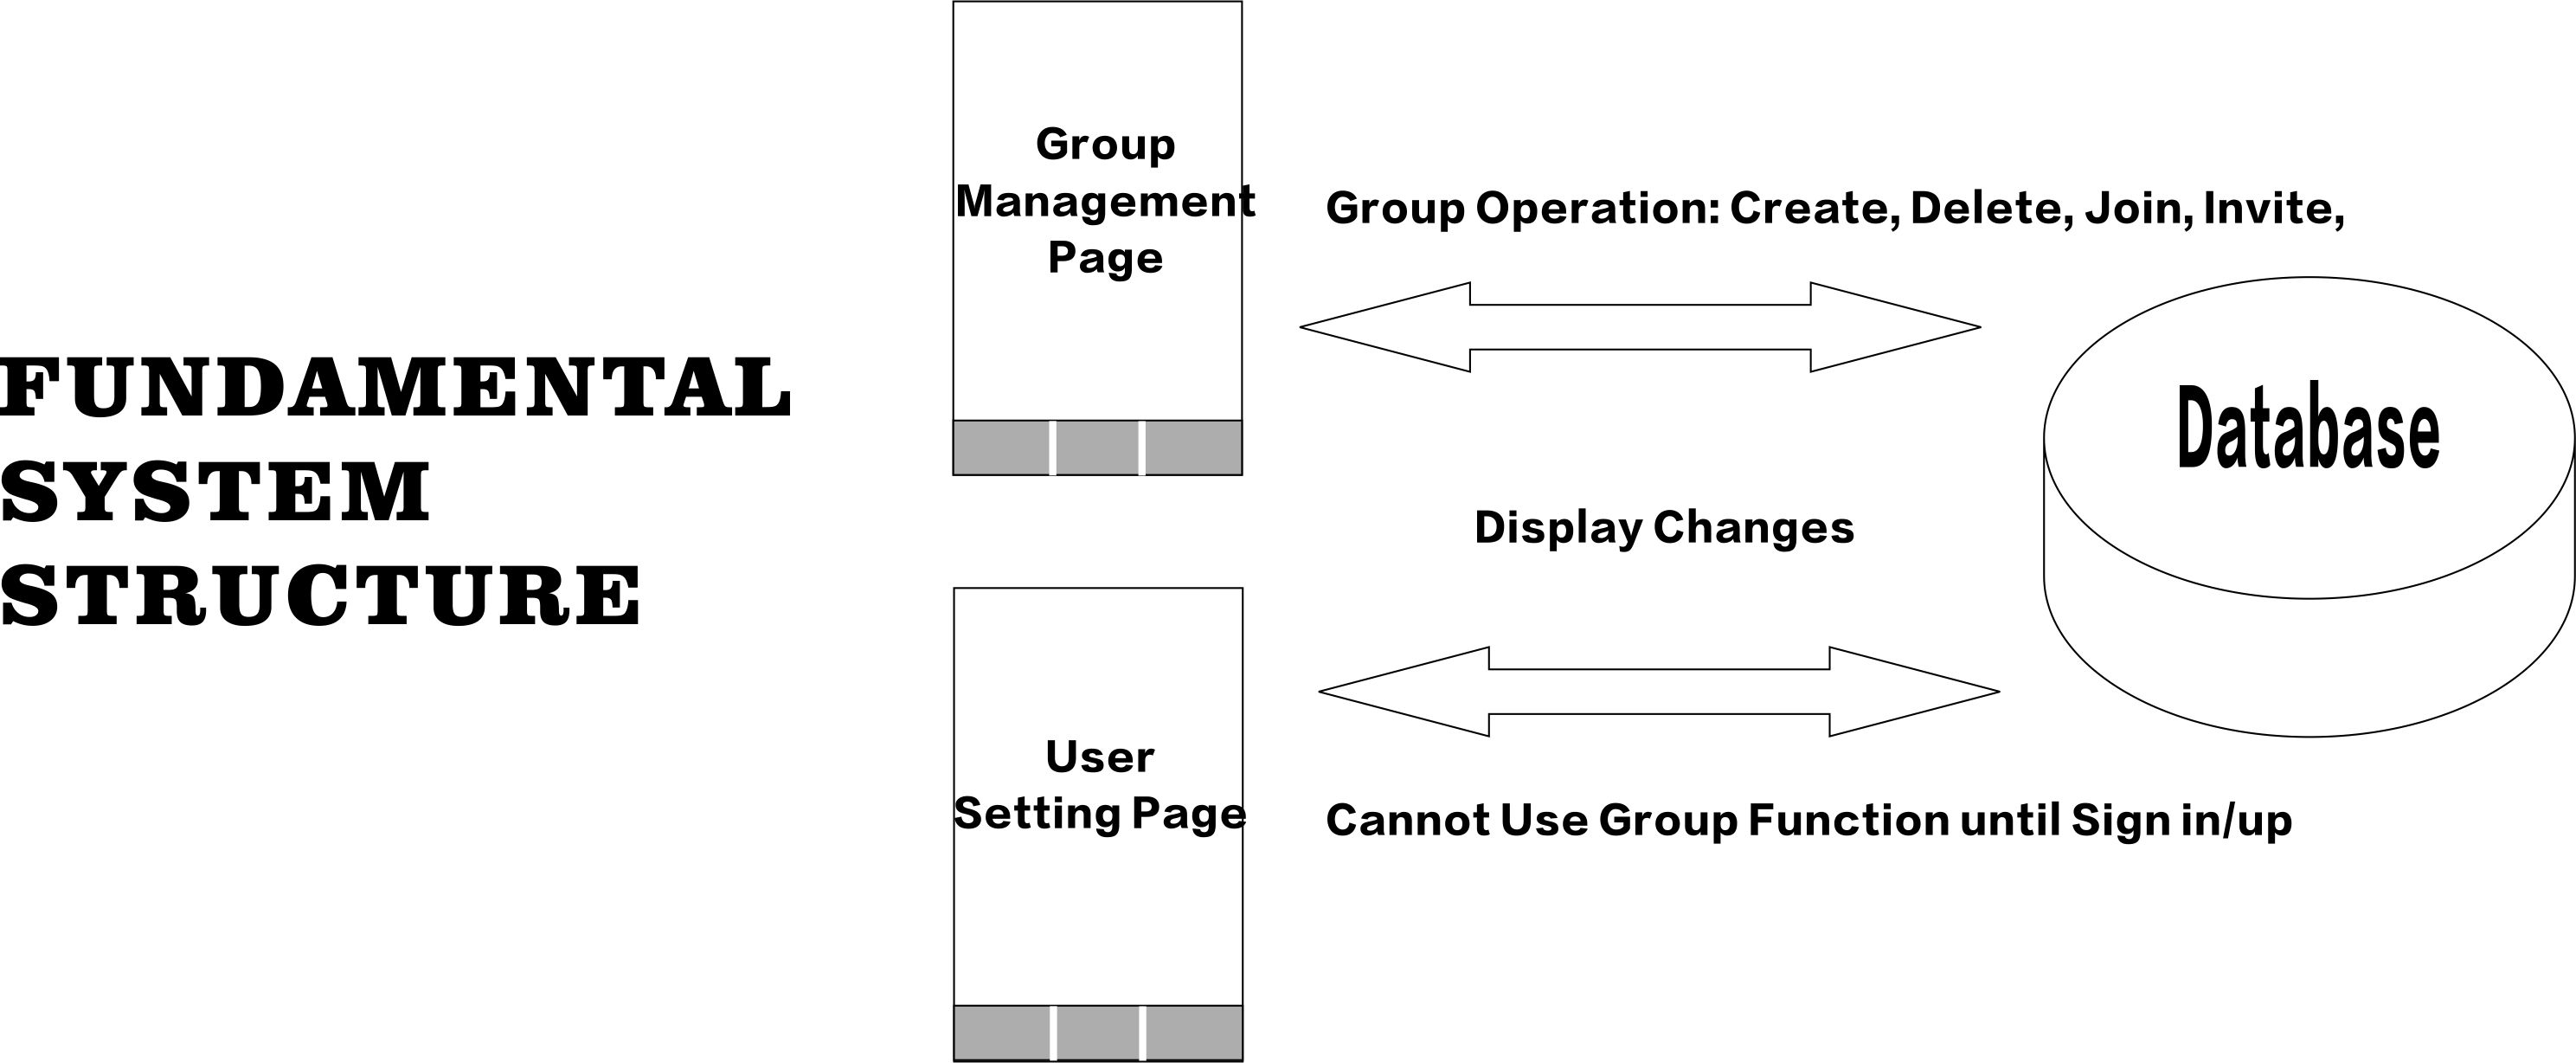 FUNDAMENTAL
SYSTEM
STRUCTURE
Group
Management
Page
Group Operation: Create, Delete, Join, Invite,
Database
Display Changes
User
Setting Page
Cannot Use Group Function until Sign in/up